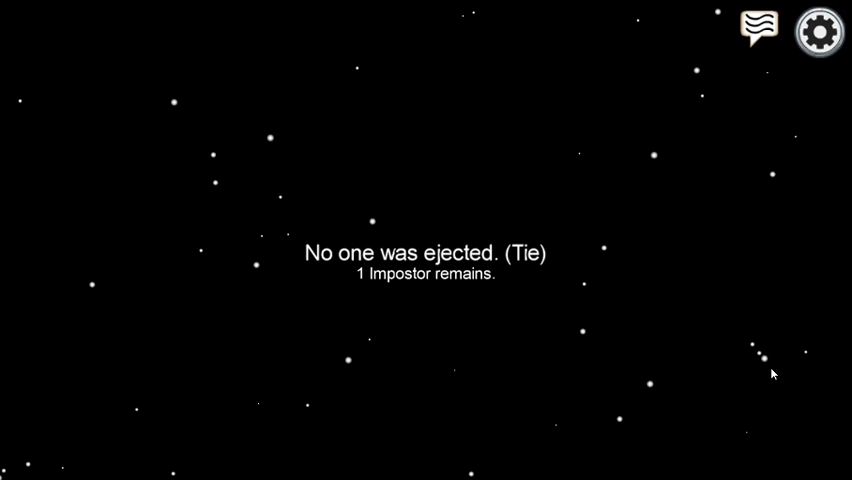 No one was ejected. (Tie)
1 Impostor remains.